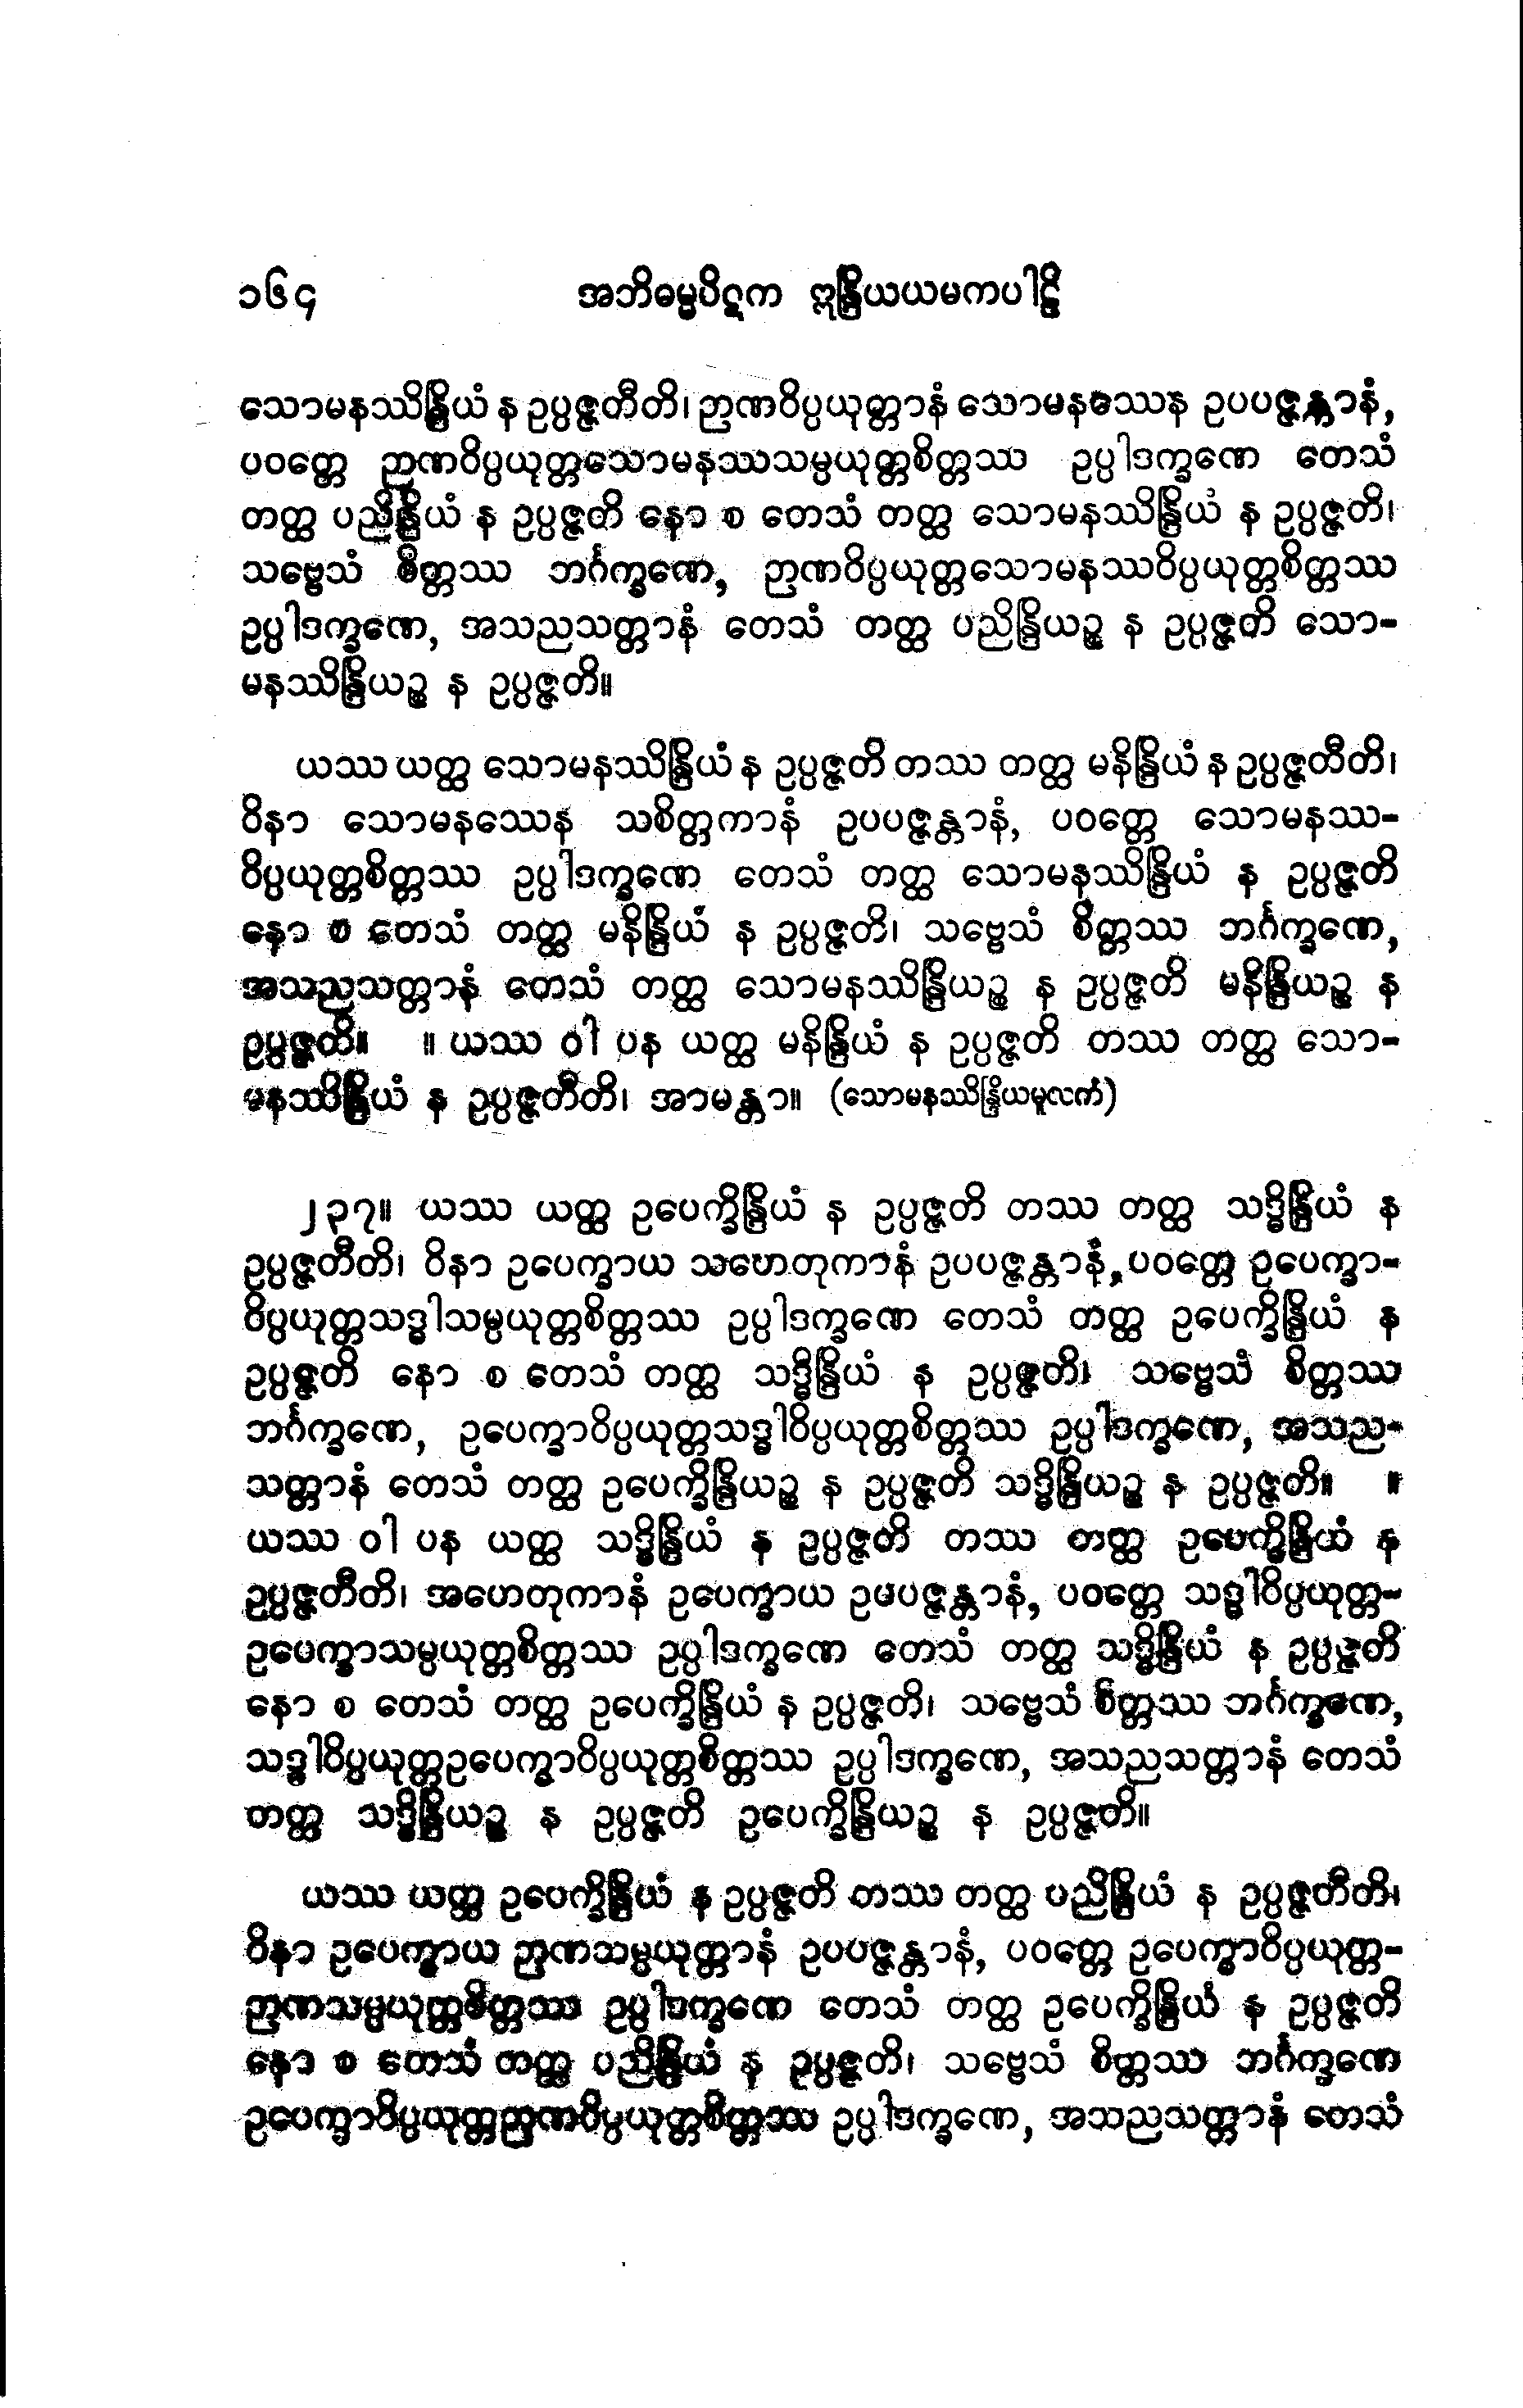 ၁၆၄ အဘိဓမ္မပိဋက ဣန္ဒြိယယမကပါဠိ
သောမနဿိန္ဒြိယံ န ဥပ္ပဇ္ဇတီတိ၊ ဉာဏဝိပ္ပယုတ္တာနံ သောမနဿေန ဥပပဇ္ဇန္တာနံ,
ပဝတ္တေ ဉာဏဝိပ္ပယုတ္တသောမနဿသမ္ပယုတ္တစိတ္တဿ ဥပ္ပါဒက္ခဏေ တေသံ
တတ္ထ ပညိန္ဒြိယံ န ဥပ္ပဇ္ဇတိ နော စ တေသံ တတ္ထ သောမနဿိန္ဒြိယံ န ဥပ္ပဇ္ဇတိ၊
သဗ္ဗေသံ စိတ္တဿ ဘင်္ဂက္ခဏေ, ဉာဏဝိပ္ပယုတ္တသောမနဿဝိပ္ပယုတ္တစိတ္တဿ
ဥပ္ပါဒက္ခဏေ, အသညသတ္တာနံ တေသံ တတ္ထ ပညိန္ဒြိယဉ္စ န ဥပ္ပဇ္ဇတိ သော-
မနဿိန္ဒြိယဉ္စ န ဥပ္ပဇ္ဇတိ။
ယဿ ယတ္ထ သောမနဿိန္ဒြိယံ န ဥပ္ပဇ္ဇတိ တဿ တတ္ထ မနိန္ဒြိယံ န ဥပ္ပဇ္ဇတီတိ၊
ဝိနာ သောမနဿေန သစိတ္တကာနံ ဥပပဇ္ဇန္တာနံ, ပဝတ္တေ သောမနဿ-
ဝိပ္ပယုတ္တစိတ္တဿ ဥပ္ပါဒက္ခဏေ တေသံ တတ္ထ သောမနဿိန္ဒြိယံ န ဥပ္ပဇ္ဇတိ
နော စ တေသံ တတ္ထ မနိန္ဒြိယံ န ဥပ္ပဇ္ဇတိ၊ သဗ္ဗေသံ စိတ္တဿ ဘင်္ဂက္ခဏေ,
အသညသတ္တာနံ တေသံ တတ္ထ သောမနဿိန္ဒြိယဉ္စ န ဥပ္ပဇ္ဇတိ မနိန္ဒြိယဉ္စ န
ဥပ္ပဇ္ဇတိ။ ။ ယဿ ဝါ ပန ယတ္ထ မနိန္ဒြိယံ န ဥပ္ပဇ္ဇတိ တဿ တတ္ထ သော-
မနဿိန္ဒြိယံ န ဥပ္ပဇ္ဇတီတိ၊ အာမန္တာ။ (သောမနဿိန္ဒြိယမူလကံ)
၂၃၇။ ယဿ ယတ္ထ ဥပေက္ခိန္ဒြိယံ န ဥပ္ပဇ္ဇတိ တဿ တတ္ထ သဒ္ဓိန္ဒြိယံ န
ဥပ္ပဇ္ဇတီတိ၊ ဝိနာ ဥပေက္ခာယ သဟေတုကာနံ ဥပပဇ္ဇန္တာနံ, ပဝတ္တေ ဥပေက္ခာ-
ဝိပ္ပယုတ္တသဒ္ဓါသမ္ပယုတ္တစိတ္တဿ ဥပ္ပါဒက္ခဏေ တေသံ တတ္ထ ဥပေက္ခိန္ဒြိယံ န
ဥပ္ပဇ္ဇတိ နော စ တေသံ တတ္ထ သဒ္ဓိန္ဒြိယံ န ဥပ္ပဇ္ဇတိ၊ သဗ္ဗေသံ စိတ္တဿ
ဘင်္ဂက္ခဏေ, ဥပေက္ခာဝိပ္ပယုတ္တသဒ္ဓါဝိပ္ပယုတ္တစိတ္တဿ ဥပ္ပါဒက္ခဏေ, အသည-
သတ္တာနံ တေသံ တတ္ထ ဥပေက္ခိန္ဒြိယဉ္စ န ဥပ္ပဇ္ဇတိ သဒ္ဓိန္ဒြိယဉ္စ န ဥပ္ပဇ္ဇတိ။ ။
ယဿ ဝါ ပန ယတ္ထ သဒ္ဓိန္ဒြိယံ န ဥပ္ပဇ္ဇတိ တဿ တတ္ထ ဥပေက္ခိန္ဒြိယံ န
ဥပ္ပဇ္ဇတီတိ၊ အဟေတုကာနံ ဥပေက္ခာယ ဥပပဇ္ဇန္တာနံ, ပဝတ္တေ သဒ္ဓါဝိပ္ပယုတ္တ-
ဥပေက္ခာသမ္ပယုတ္တစိတ္တဿ ဥပ္ပါဒက္ခဏေ တေသံ တတ္ထ သဒ္ဓိန္ဒြိယံ န ဥပ္ပဇ္ဇတိ
နော စ တေသံ တတ္ထ ဥပေက္ခိန္ဒြိယံ န ဥပ္ပဇ္ဇတိ၊ သဗ္ဗေသံ စိတ္တဿ ဘင်္ဂက္ခဏေ,
သဒ္ဓါဝိပ္ပယုတ္တဥပေက္ခာဝိပ္ပယုတ္တစိတ္တဿ ဥပ္ပါဒက္ခဏေ, အသညသတ္တာနံ တေသံ
တတ္ထ သဒ္ဓိန္ဒြိယဉ္စ န ဥပ္ပဇ္ဇတိ ဥပေက္ခိန္ဒြိယဉ္စ န ဥပ္ပဇ္ဇတိ။
ယဿ ယတ္ထ ဥပေက္ခိန္ဒြိယံ န ဥပ္ပဇ္ဇတိ တဿ တတ္ထ ပညိန္ဒြိယံ န ဥပ္ပဇ္ဇတီတိ၊
ဝိနာ ဥပေက္ခာယ ဉာဏသမ္ပယုတ္တာနံ ဥပပဇ္ဇန္တာနံ, ပဝတ္တေ ဥပေက္ခာဝိပ္ပယုတ္တ-
ဉာဏသမ္ပယုတ္တစိတ္တဿ ဥပ္ပါဒက္ခဏေ တေသံ တတ္ထ ဥပေက္ခိန္ဒြိယံ န ဥပ္ပဇ္ဇတိ
နော စ တေသံ တတ္ထ ပညိန္ဒြိယံ န ဥပ္ပဇ္ဇတိ၊ သဗ္ဗေသံ စိတ္တဿ ဘင်္ဂက္ခဏေ
ဥပေက္ခာဝိပ္ပယုတ္တဉာဏဝိပ္ပယုတ္တစိတ္တဿ ဥပ္ပါဒက္ခဏေ, အသညသတ္တာနံ တေသံ